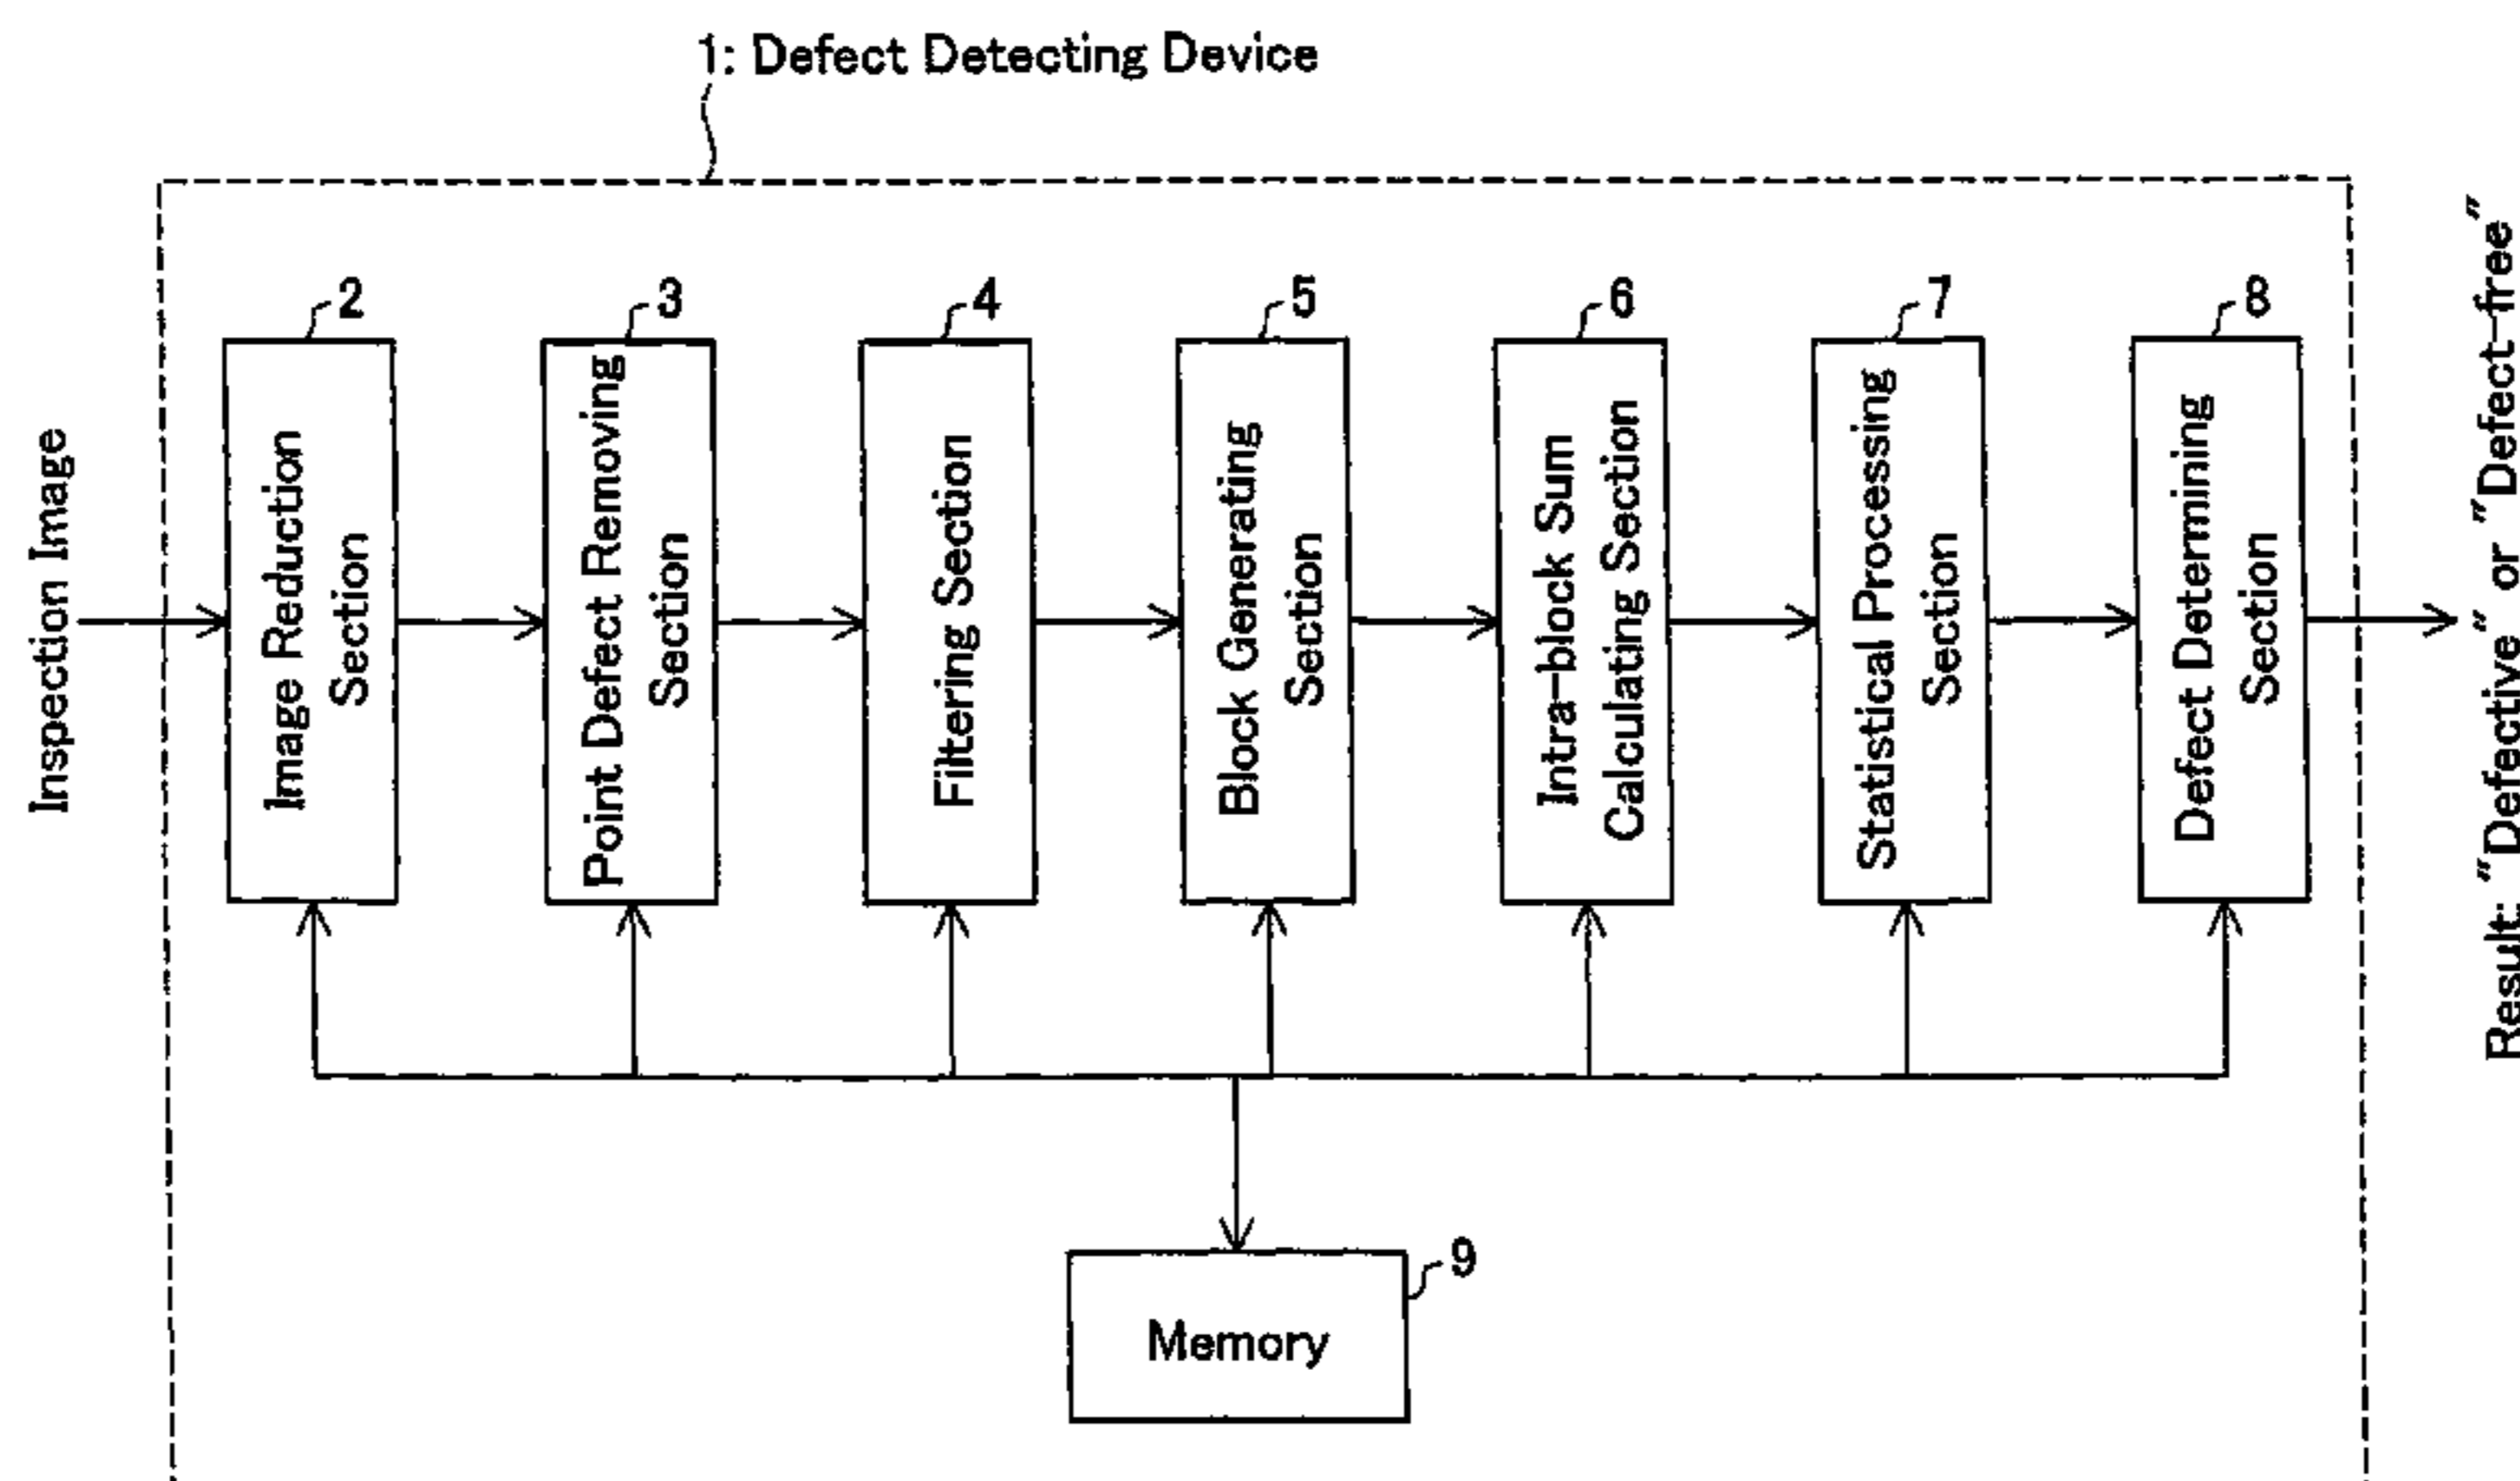 1: Defect Detecting Device
Inspection Image
2
Image Reduction
Section
3
Point Defect Removing
Section
4
Filtering Section
5
Block Generating
Section
6
Intra-block Sum
Calculating Section
7
Statistical Processing
Section
8
Defect Determining
Section
Result: "Defective" or "Defect-free"
9
Memory